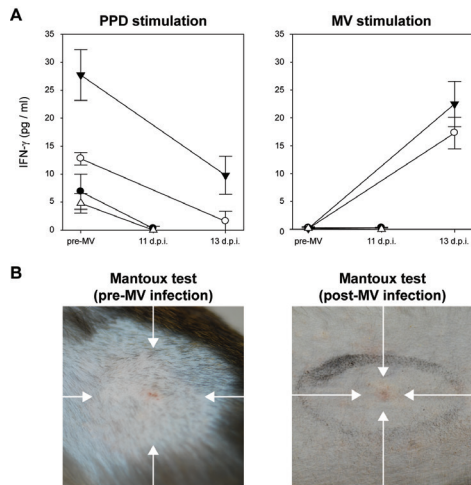 A
PPD stimulation
MV stimulation
IFN-γ (pg / ml)
35
30
25
20
15
10
5
0
pre-MV
11 d.p.i.
13 d.p.i.
35
30
25
20
15
10
5
0
pre-MV
11 d.p.i.
13 d.p.i.
B
Mantoux test
(pre-MV infection)
Mantoux test
(post-MV infection)